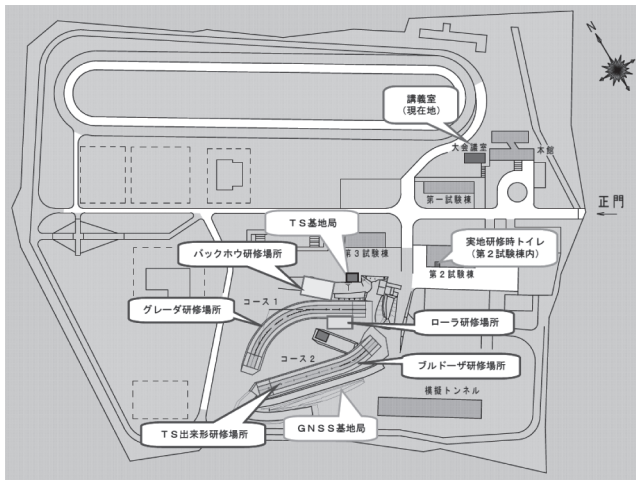 N
講義室
(現在地)
大会議室
本館
第一試験棟
正門
TS基地局
実地研修時トイレ
(第2試験棟内)
バックホウ研修場所
第3試験棟
第2試験棟
コース1
グレーダ研修場所
ローラ研修場所
コース2
ブルドーザ研修場所
模擬トンネル
TS出来形研修場所
GNSS基地局